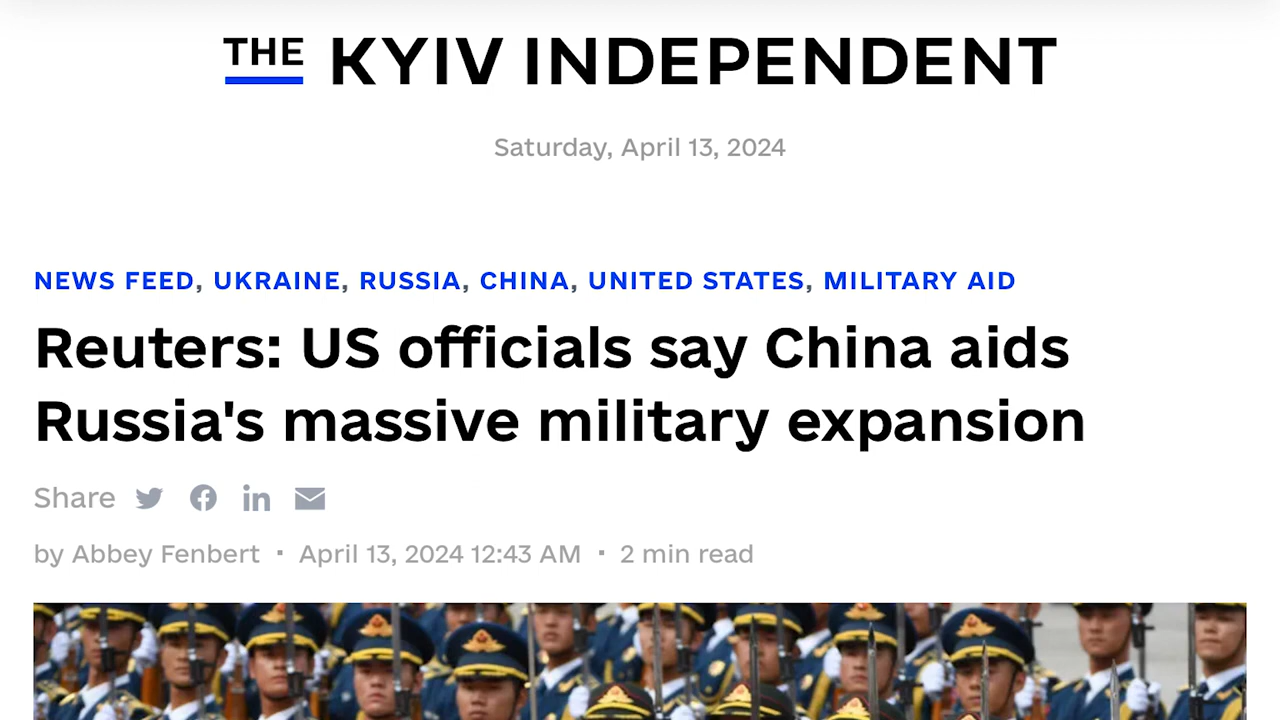 THE KYIV INDEPENDENT
Saturday, April 13, 2024
NEWS FEED, UKRAINE, RUSSIA, CHINA, UNITED STATES, MILITARY AID
Reuters: US officials say China aids
Russia's massive military expansion
Share
by Abbey Fenbert · April 13, 2024 12:43 AM · 2 min read